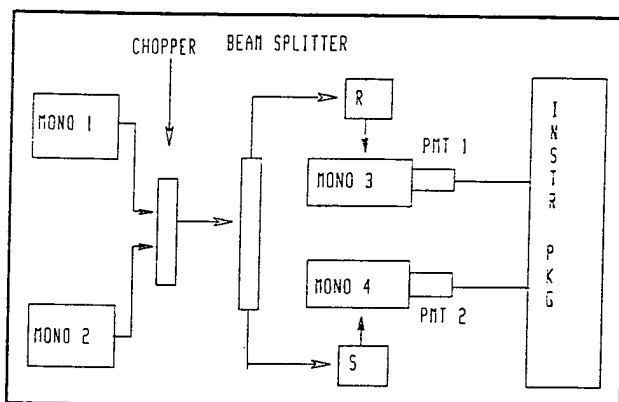 CHOPPER
BEAM SPLITTER
MONO 1
R
PMT 1
MONO 3
MONO 4
PMT 2
MONO 2
S
INSTR PKG